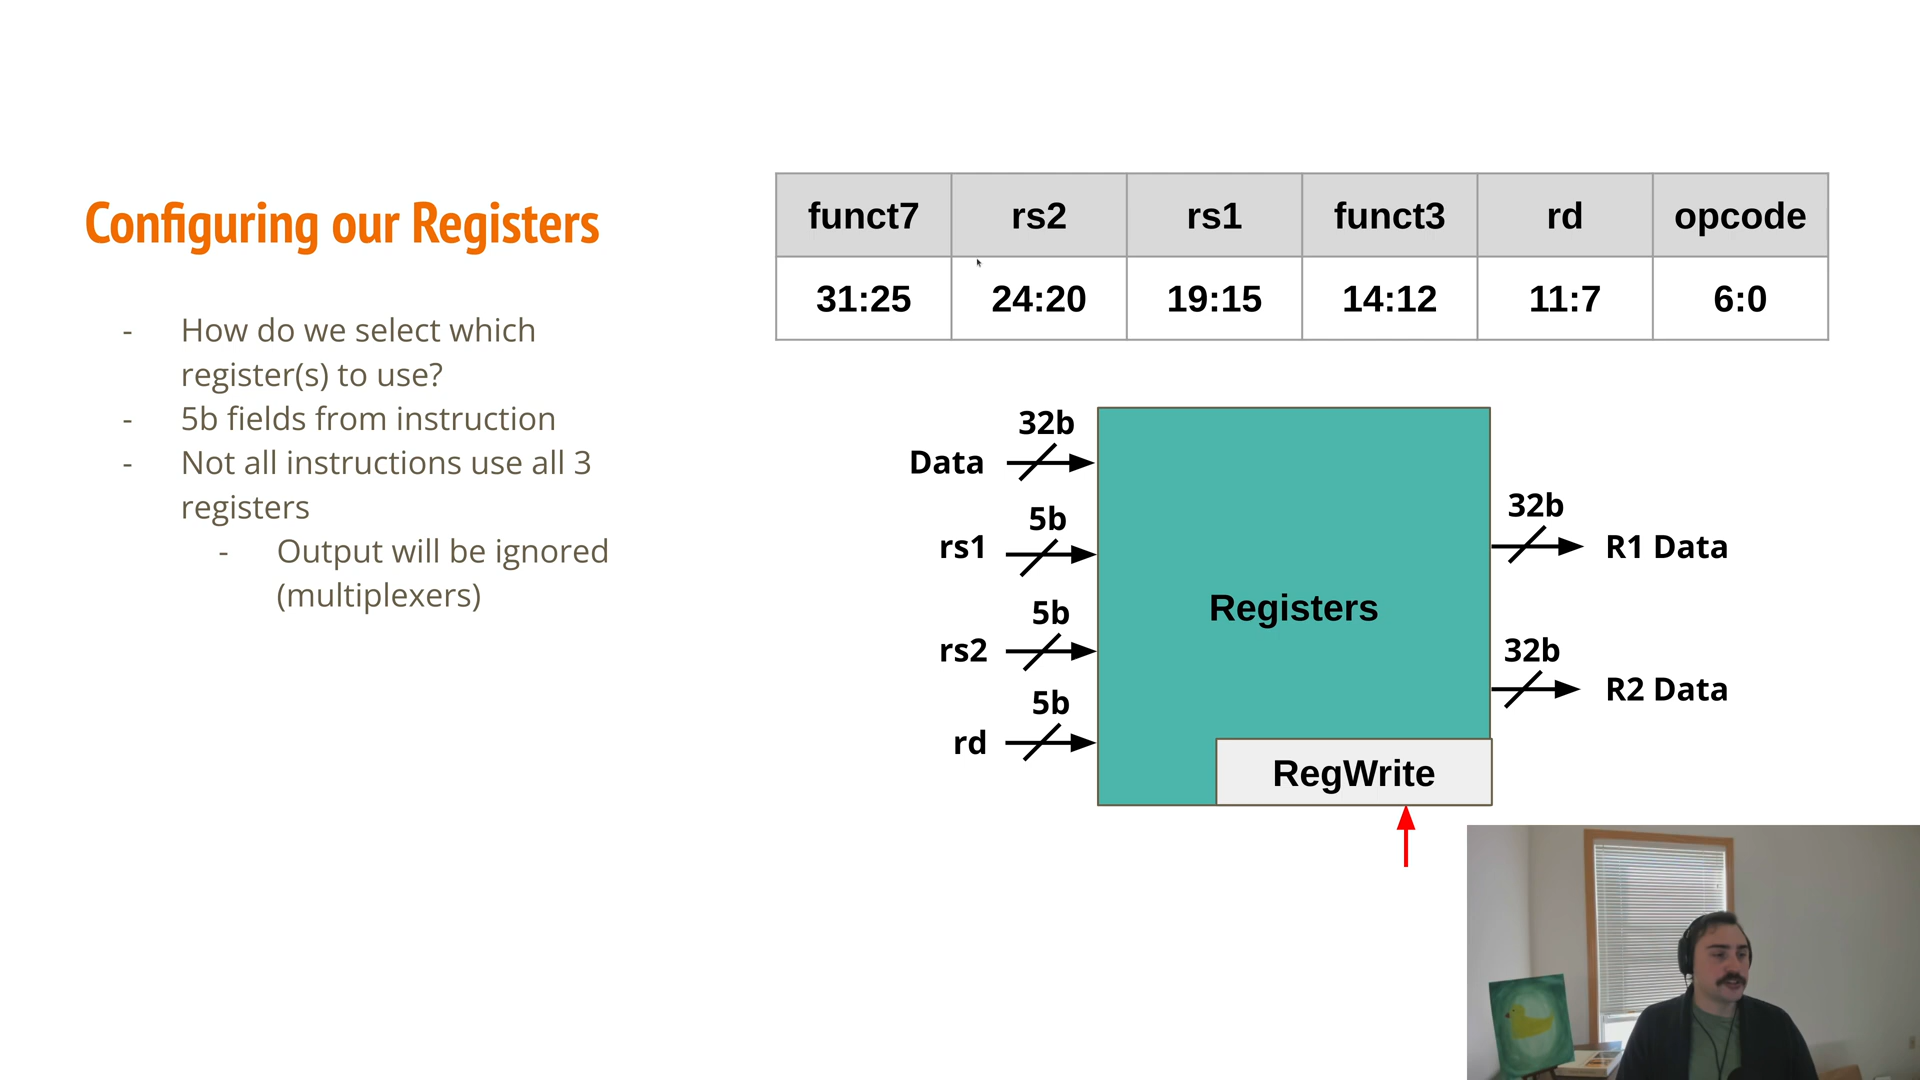 Configuring our Registers
- How do we select which
register(s) to use?
- 5b fields from instruction
- Not all instructions use all 3
registers
- Output will be ignored
(multiplexers)
funct7 rs2 rs1 funct3 rd opcode
31:25 24:20 19:15 14:12 11:7 6:0
32b
Data
5b
rs1
5b
rs2
5b
rd
Registers
RegWrite
32b
R1 Data
32b
R2 Data